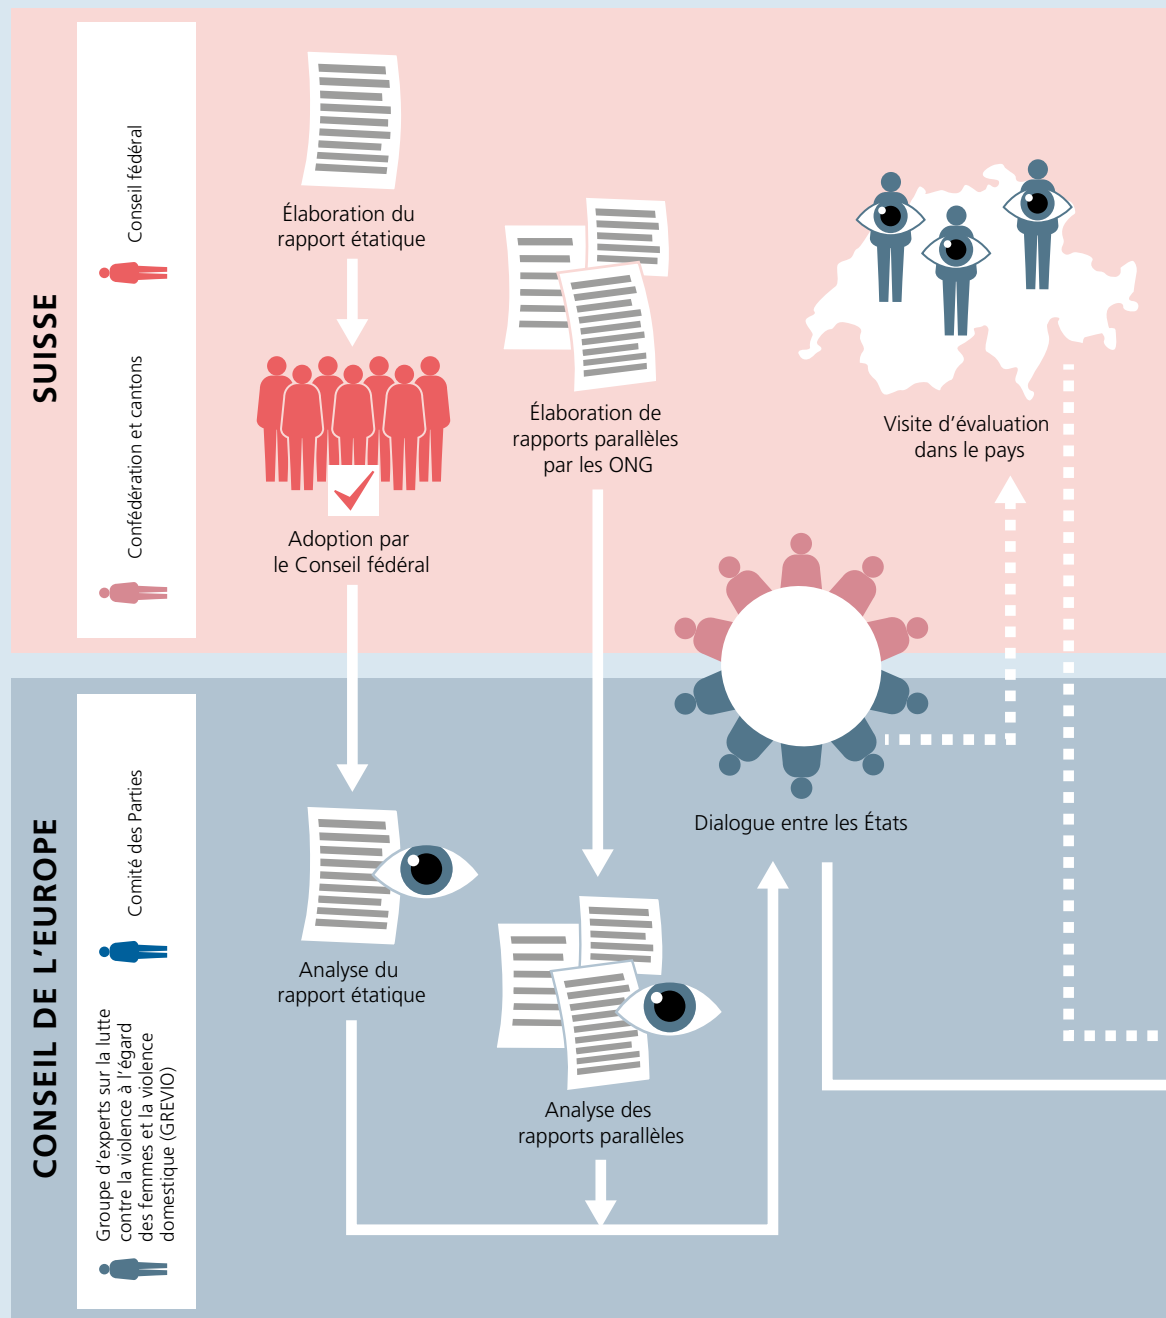 SUISSE
Conseil fédéral
Confédération et cantons
Élaboration du
rapport étatique
Adoption par
le Conseil fédéral
Élaboration de
rapports parallèles
par les ONG
Visite d’évaluation
dans le pays
Dialogue entre les États
CONSEIL DE L’EUROPE
Comité des Parties
Groupe d’experts sur la lutte
contre la violence à l’égard
des femmes et la violence
domestique (GREVIO)
Analyse du
rapport étatique
Analyse des
rapports parallèles